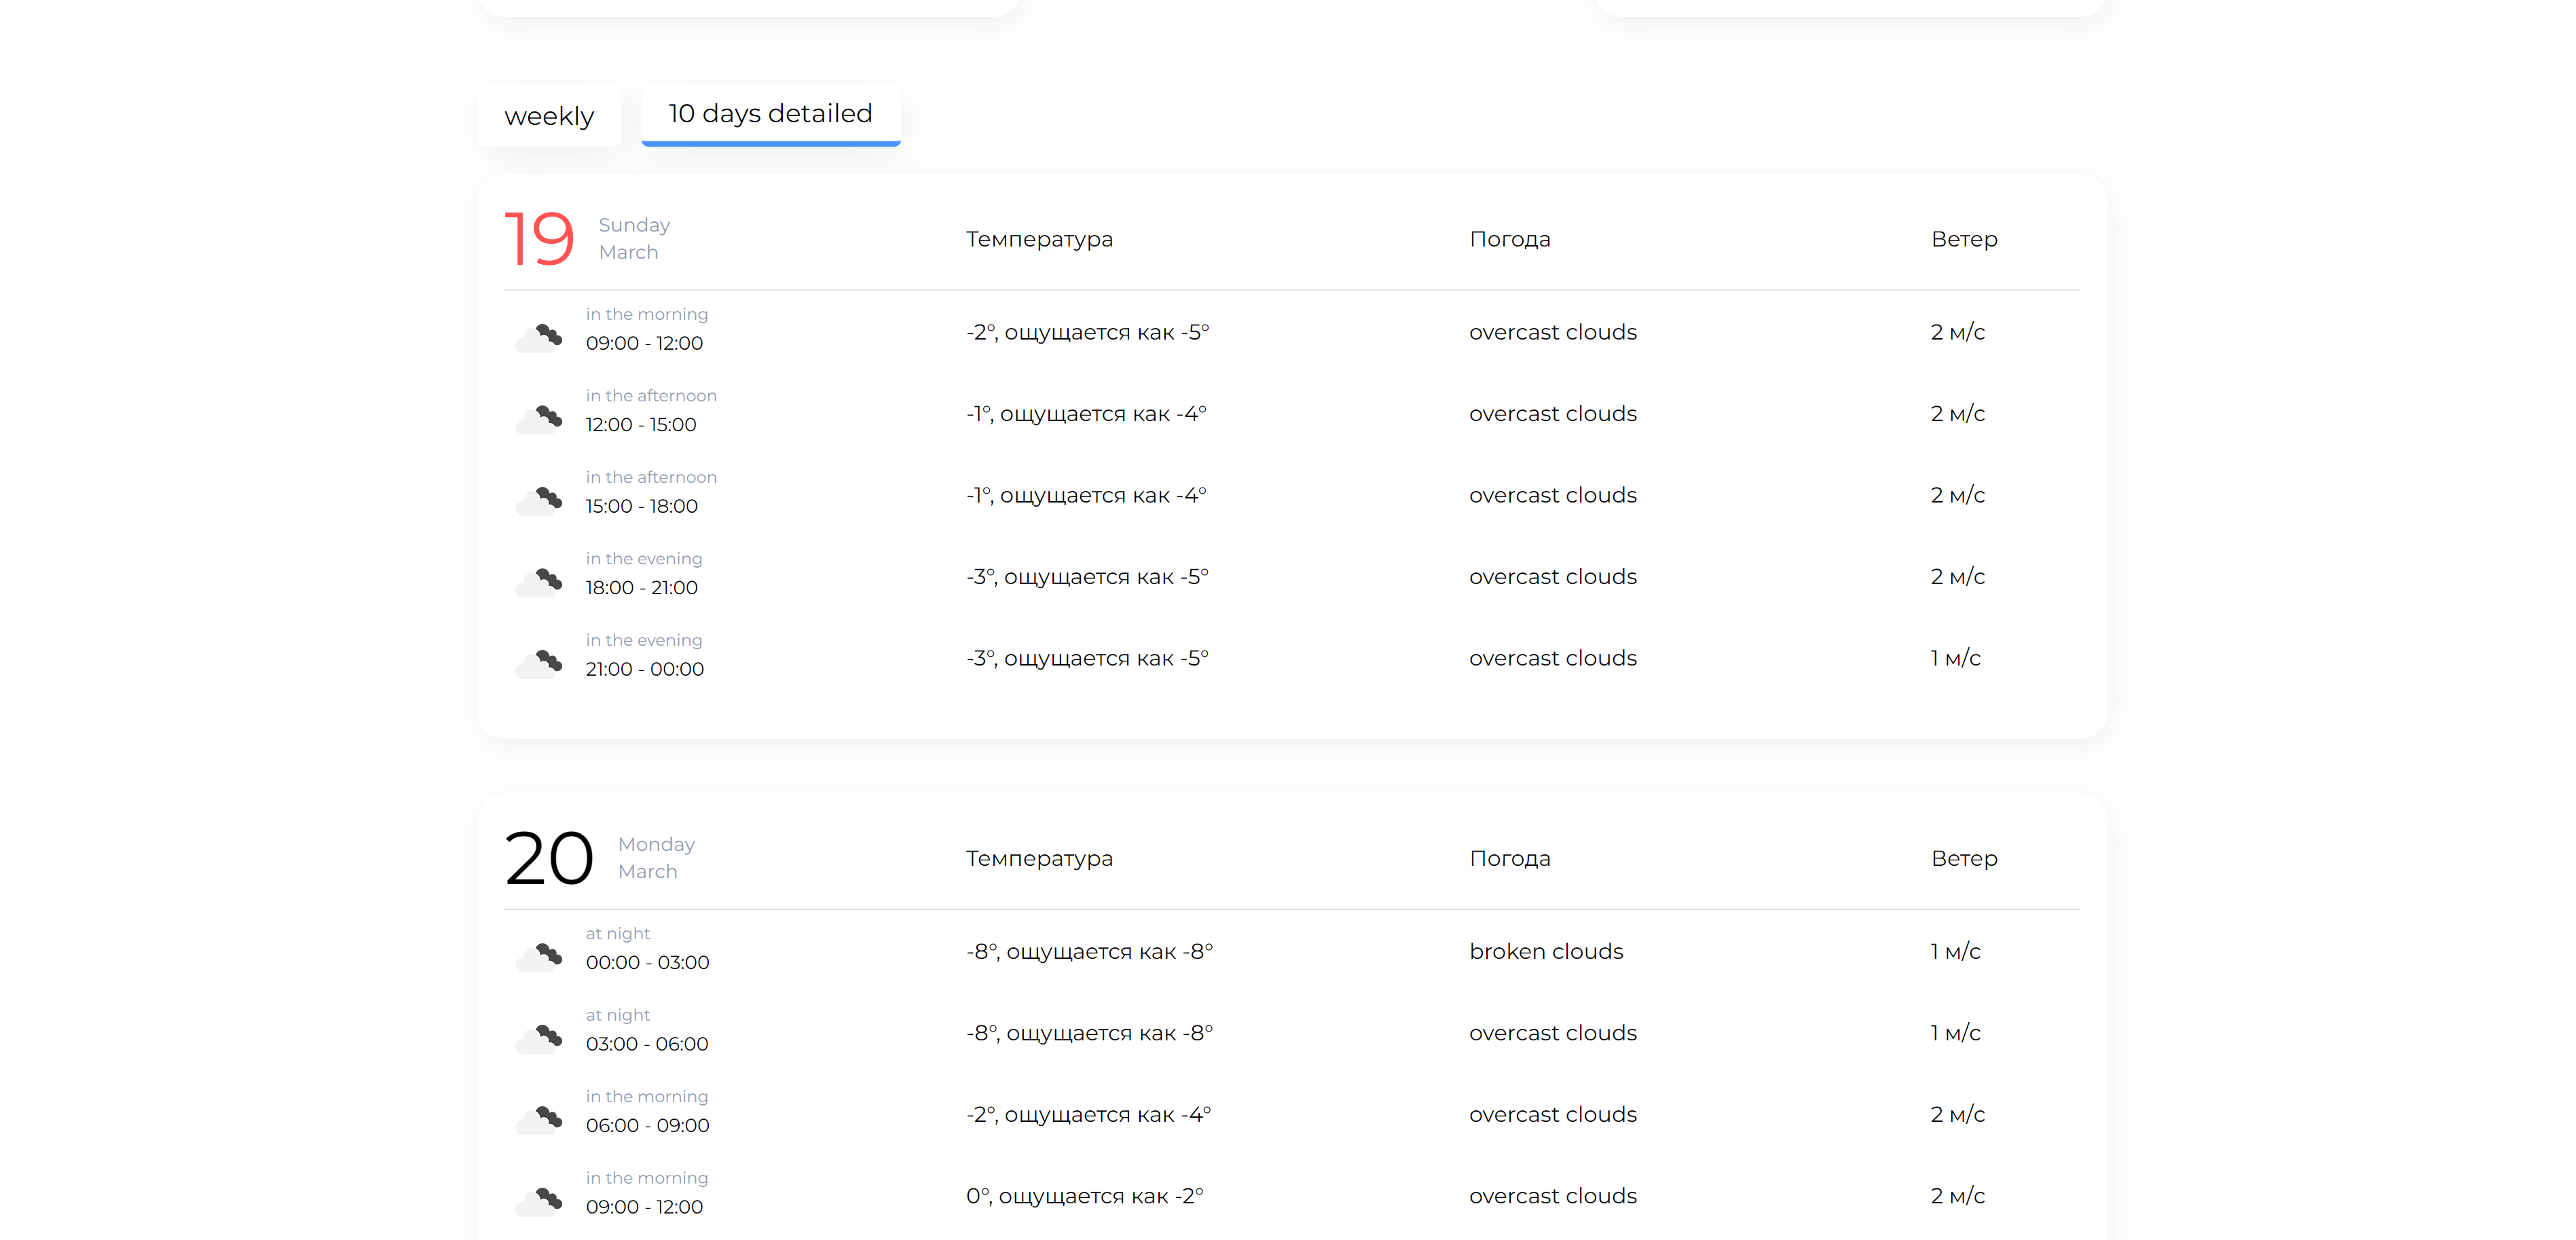 weekly
10 days detailed
19
Sunday
March
Температура
Погода
Ветер
in the morning
09:00 - 12:00
-2°, ощущается как -5°
overcast clouds
2 м/с
in the afternoon
12:00 - 15:00
-1°, ощущается как -4°
overcast clouds
2 м/с
in the afternoon
15:00 - 18:00
-1°, ощущается как -4°
overcast clouds
2 м/с
in the evening
18:00 - 21:00
-3°, ощущается как -5°
overcast clouds
2 м/с
in the evening
21:00 - 00:00
-3°, ощущается как -5°
overcast clouds
1 м/с
20
Monday
March
Температура
Погода
Ветер
at night
00:00 - 03:00
-8°, ощущается как -8°
broken clouds
1 м/с
at night
03:00 - 06:00
-8°, ощущается как -8°
overcast clouds
1 м/с
in the morning
06:00 - 09:00
-2°, ощущается как -4°
overcast clouds
2 м/с
in the morning
09:00 - 12:00
0°, ощущается как -2°
overcast clouds
2 м/с